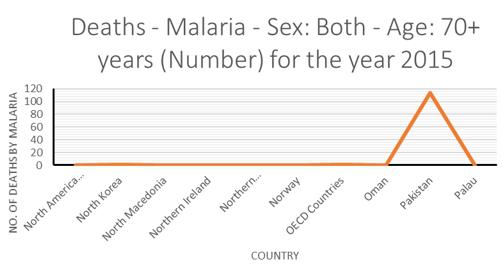 Deaths - Malaria - Sex: Both - Age: 70+
years (Number) for the year 2015
NO. OF DEATHS BY MALARIA
120
100
80
60
40
20
0
North America...
North Korea
North Macedonia
Northern Ireland
Northern...
Norway
OECD Countries
Oman
Pakistan
Palau
COUNTRY